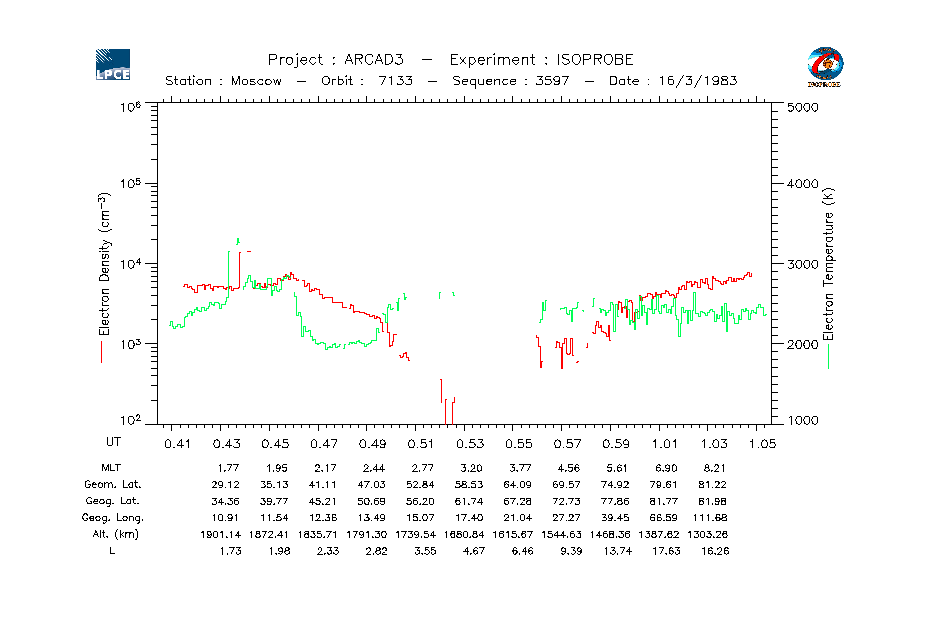 LPCE
Project : ARCAD3 — Experiment : ISOPROBE
ISOPROBE
Station : Moscow — Orbit : 7133 — Sequence : 3597 — Date : 16/3/1983
10^6 5000
10^5 4000
10^4 3000
10^3 2000
10^2 1000
Electron Density (cm^-3)
Electron Temperature (K)
UT 0.41 0.43 0.45 0.47 0.49 0.51 0.53 0.55 0.57 0.59 1.01 1.03 1.05
MLT 1.77 1.95 2.17 2.44 2.77 3.20 3.77 4.56 5.61 6.90 8.21
Geom. Lat. 29.12 35.13 41.11 47.03 52.84 58.53 64.09 69.57 74.92 79.61 81.22
Geog. Lat. 34.36 39.77 45.21 50.69 56.20 61.74 67.28 72.73 77.86 81.77 81.98
Geog. Long. 10.91 11.54 12.36 13.49 15.07 17.40 21.04 27.27 39.45 66.59 111.68
Alt. (km) 1901.14 1872.41 1835.71 1791.30 1739.54 1680.84 1615.67 1544.63 1468.36 1387.62 1303.26
L 1.73 1.98 2.33 2.82 3.55 4.67 6.46 9.39 13.74 17.63 16.26